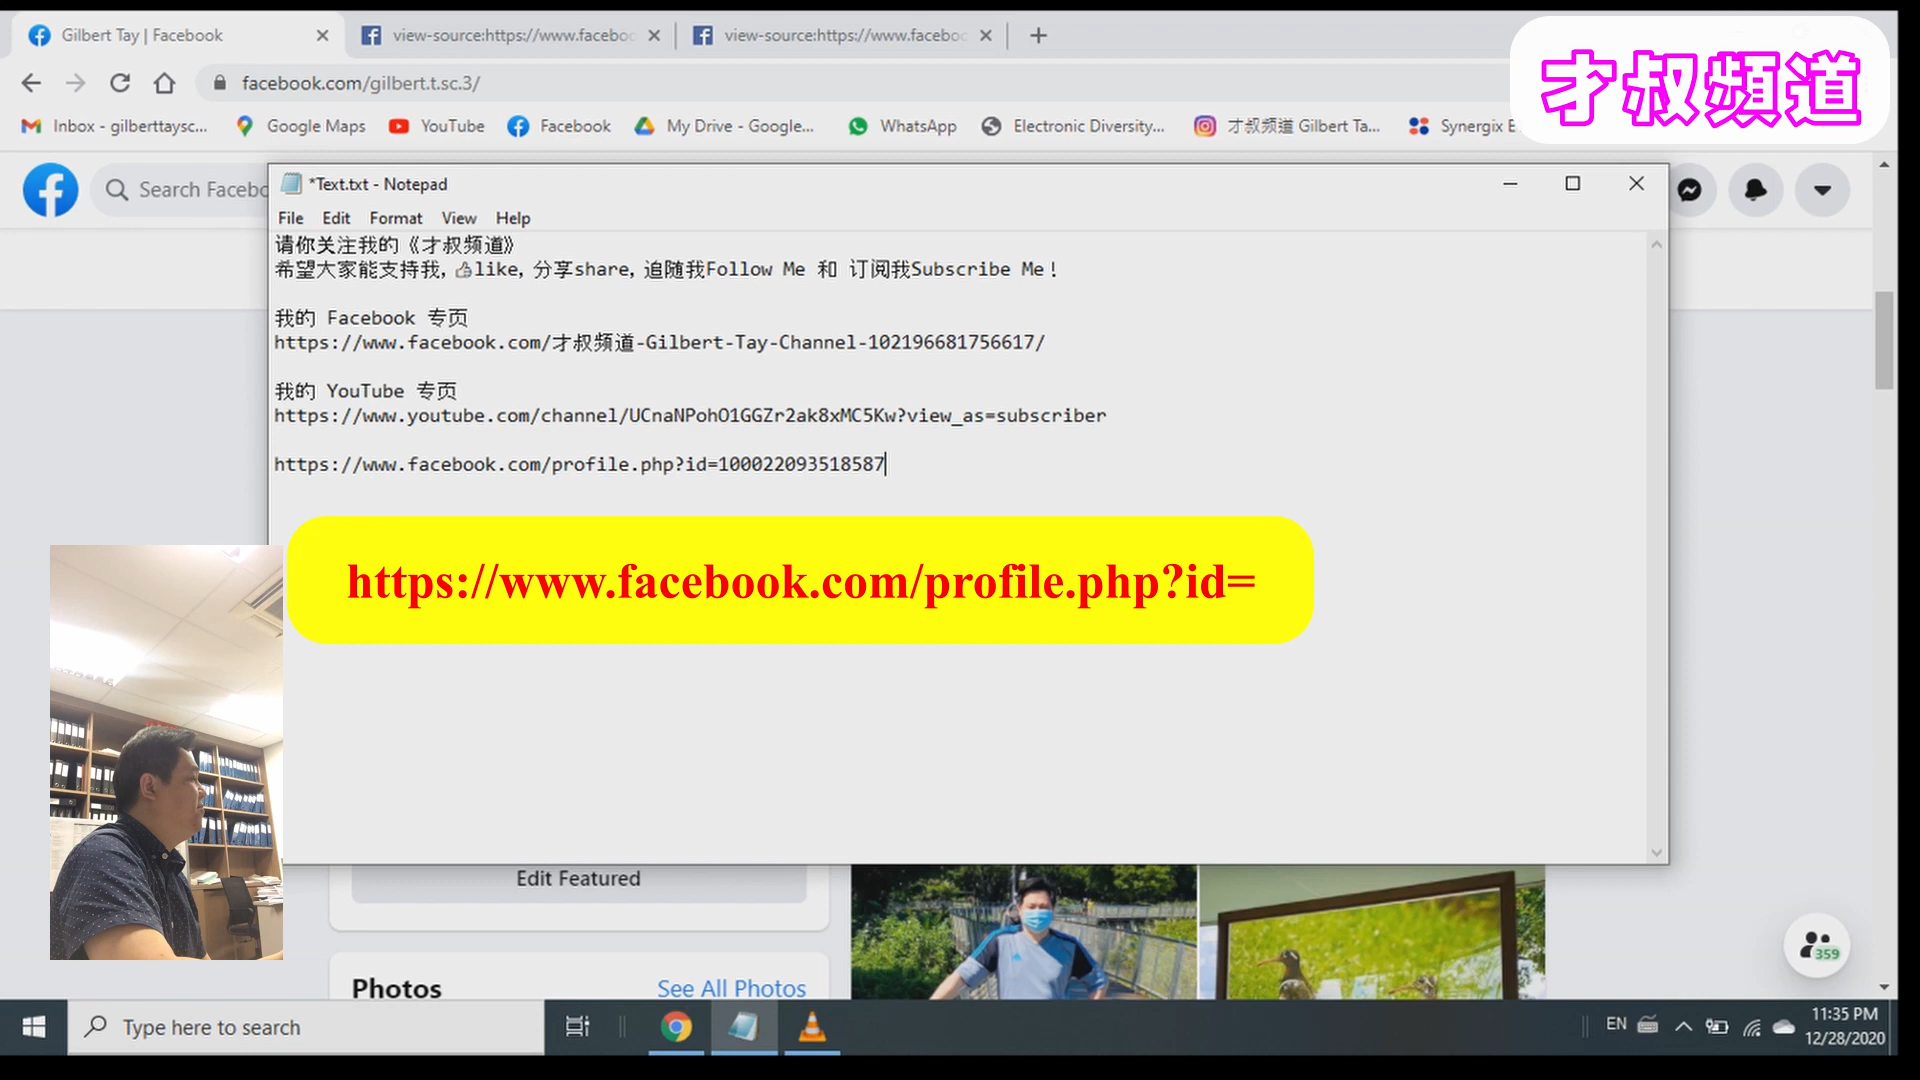 Gilbert Tay | Facebook
view-source:https://www.facebo
view-source:https://www.faceboc
facebook.com/gilbert.t.sc.3/
才叔頻道
Inbox - gilberttaysc...
Google Maps
YouTube
Facebook
My Drive - Google...
WhatsApp
Electronic Diversity,...
才叔频道 Gilbert Ta...
Synergix E
Search Facebo
*Text.txt - Notepad
File Edit Format View Help
请你关注我的《才叔频道》
希望大家能支持我,👍like, 分享share, 追随我Follow Me 和 订阅我Subscribe Me！
我的 Facebook 专页
https://www.facebook.com/才叔频道-Gilbert-Tay-Channel-102196681756617/
我的 YouTube 专页
https://www.youtube.com/channel/UCnaNPohO1GGZr2ak8xMC5Kw?view_as=subscriber
https://www.facebook.com/profile.php?id=100022093518587
https://www.facebook.com/profile.php?id=
Edit Featured
Photos
See All Photos
359
Type here to search
EN
11:35 PM
12/28/2020